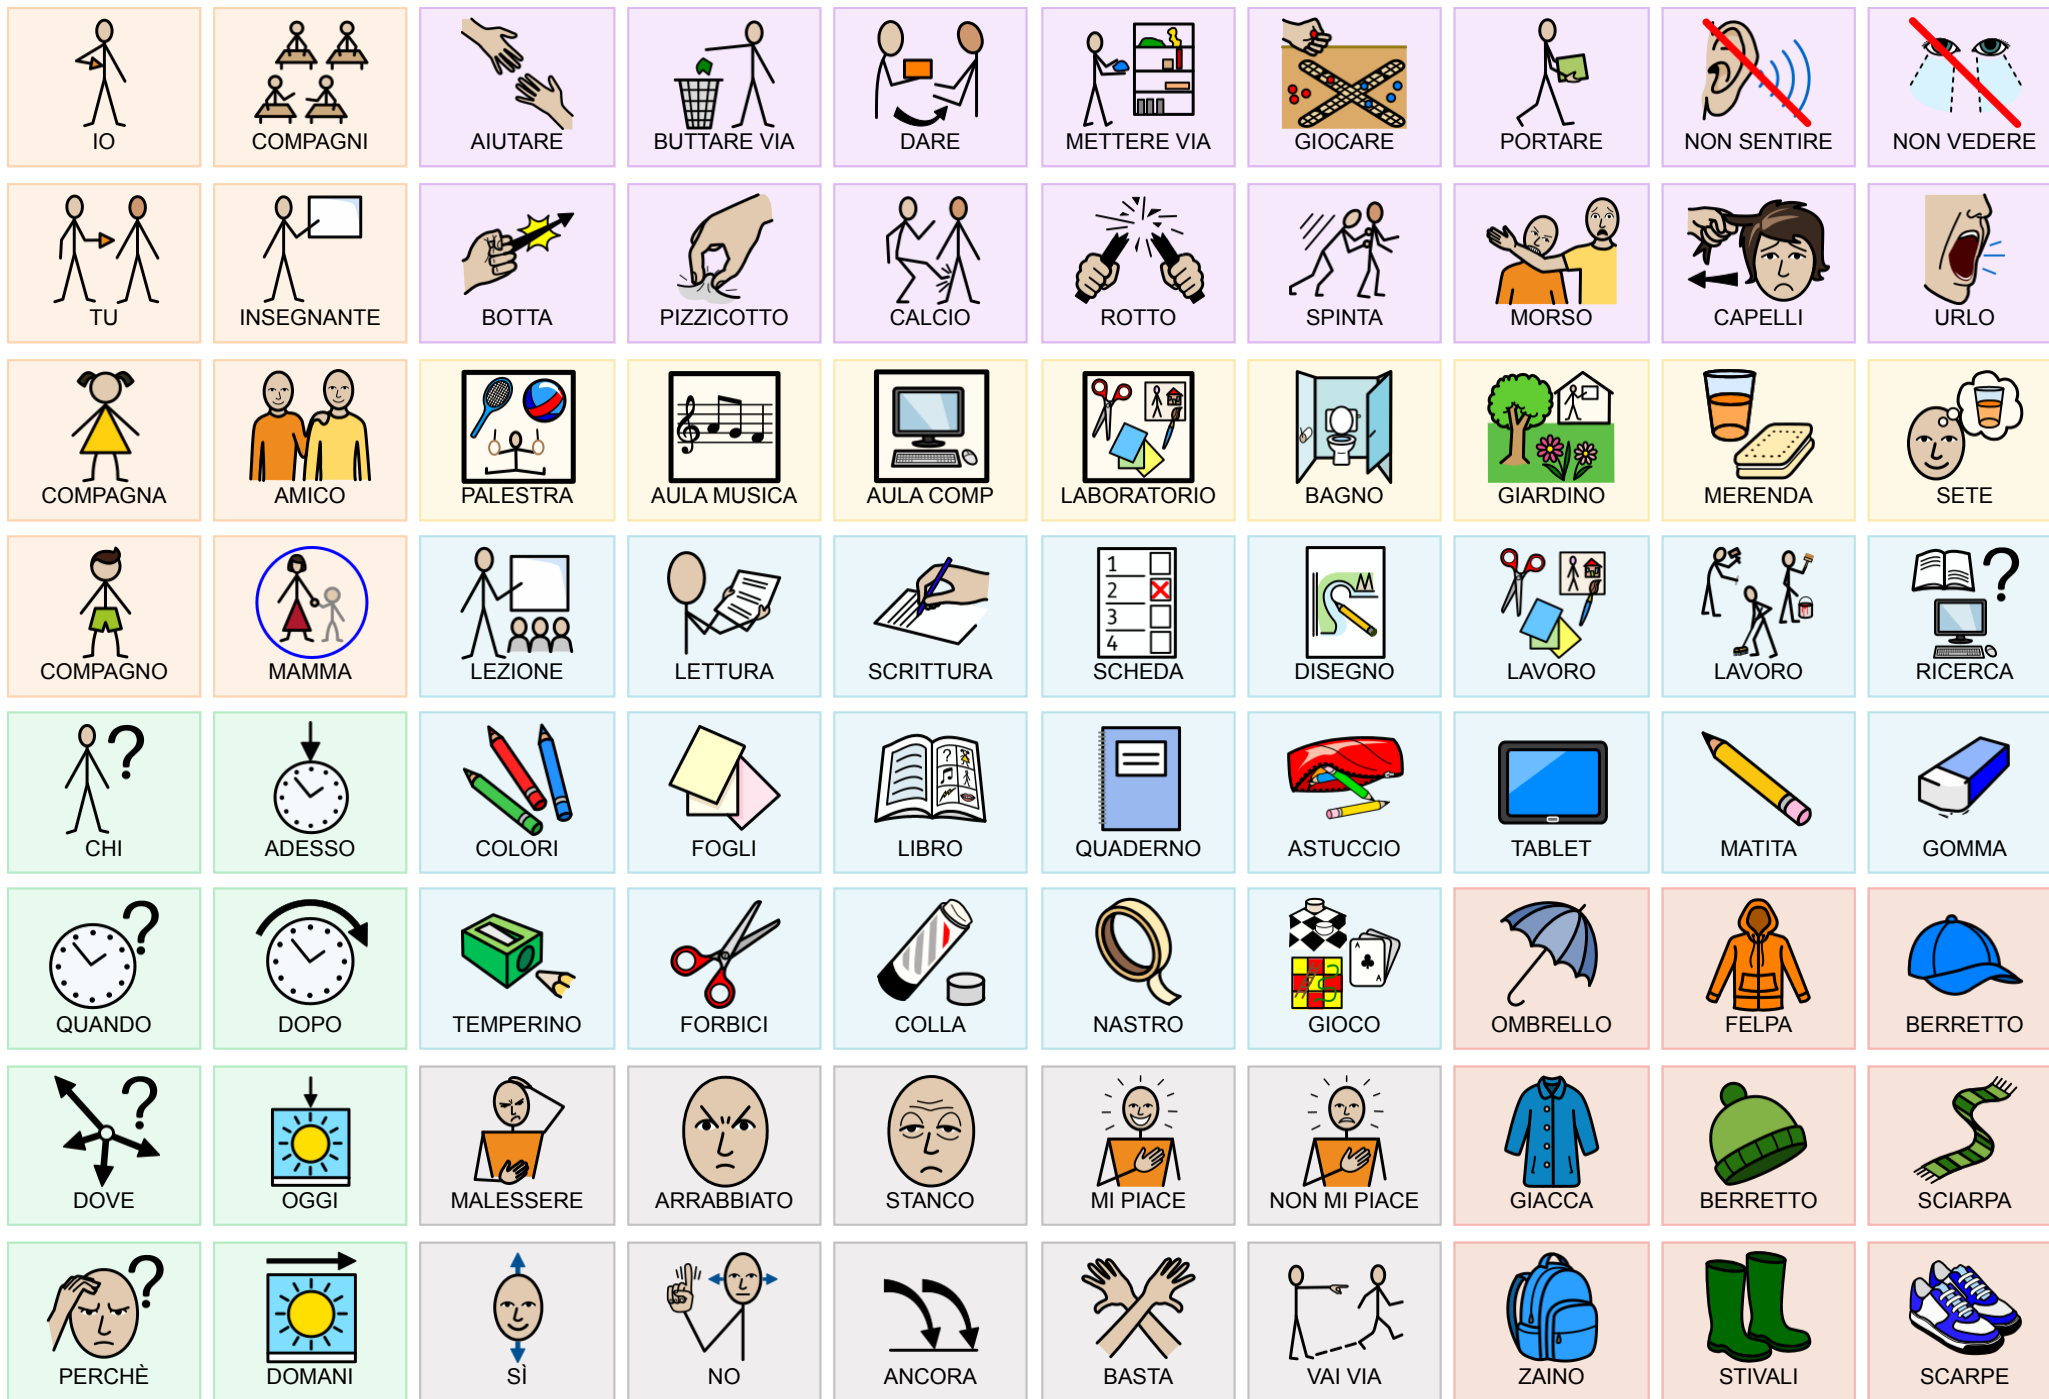 IO COMPAGNI AIUTARE BUTTARE VIA DARE METTERE VIA GIOCARE PORTARE NON SENTIRE NON VEDERE
TU INSEGNANTE BOTTA PIZZICOTTO CALCIO ROTTO SPINTA MORSO CAPELLI URLO
COMPAGNA AMICO PALESTRA AULA MUSICA AULA COMP LABORATORIO BAGNO GIARDINO MERENDA SETE
1
2
3
4
COMPAGNO MAMMA LEZIONE LETTURA SCRITTURA SCHEDA DISEGNO LAVORO LAVORO RICERCA
?
?
CHI ADESSO COLORI FOGLI LIBRO QUADERNO ASTUCCIO TABLET MATITA GOMMA
?
QUANDO DOPO TEMPERINO FORBICI COLLA NASTRO GIOCO OMBRELLO FELPA BERRETTO
?
DOVE OGGI MALESSERE ARRABBIATO STANCO MI PIACE NON MI PIACE GIACCA BERRETTO SCIARPA
?
PERCHÈ DOMANI SÌ NO ANCORA BASTA VAI VIA ZAINO STIVALI SCARPE